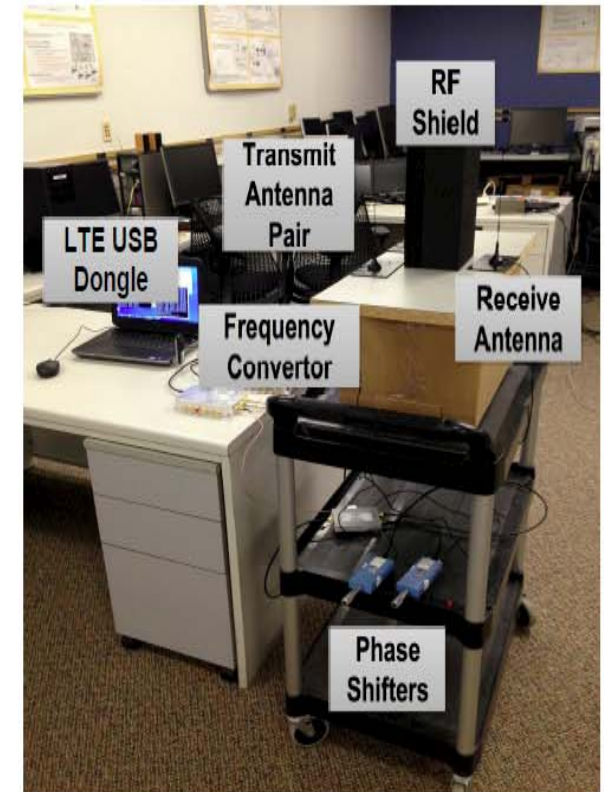 RF
Shield
Transmit
Antenna
Pair
LTE USB
Dongle
Receive
Antenna
Frequency
Convertor
Phase
Shifters